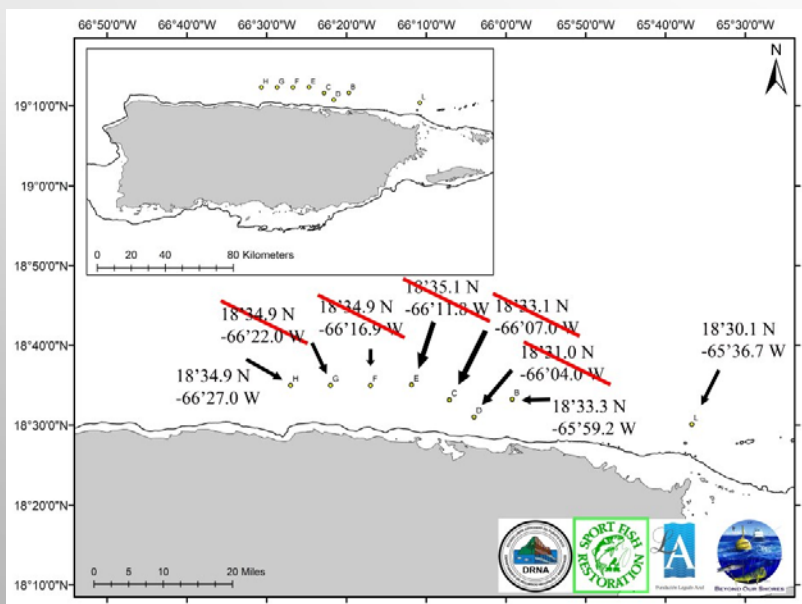 66°50'0"W 66°40'0"W 66°30'0"W 66°20'0"W 66°10'0"W 66°0'0"W 65°50'0"W 65°40'0"W 65°30'0"W
N
H G F E C D B L
19°10'0"N
19°0'0"N
18°50'0"N
18°40'0"N
18°30'0"N
18°20'0"N
18°10'0"N
0 20 40 80 Kilometers
18'34.9 N
-66'27.0 W
18'34.9 N
-66'22.0 W
18'34.9 N
-66'16.9 W
18'35.1 N
-66'11.8 W
18'33.1 N
-66'07.0 W
18'31.0 N
-66'04.0 W
18'33.3 N
-65'59.2 W
18'30.1 N
-65'36.7 W
H G F E C D B L
0 5 10 20 Miles
DRNA
SPORT FISH
RESTORATION
LA
Fundación Legado Azul
BEYOND OUR SHORES